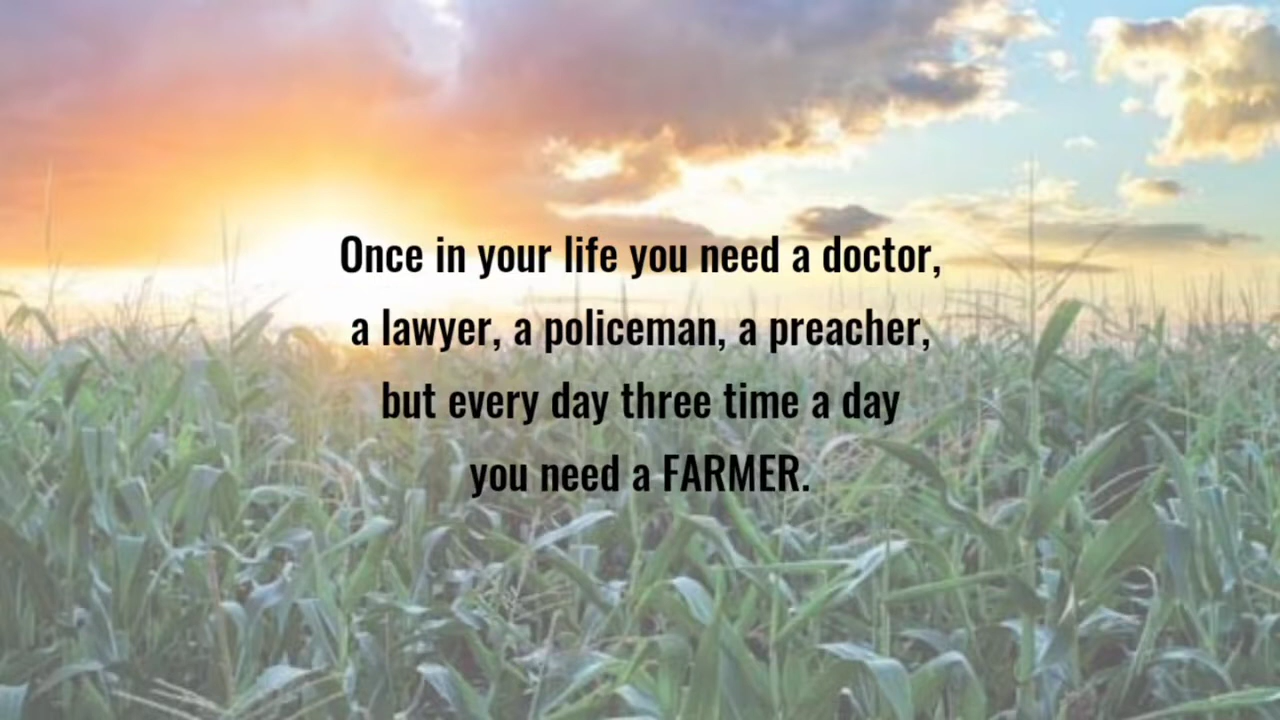 Once in your life you need a doctor,
a lawyer, a policeman, a preacher,
but every day three time a day
you need a FARMER.